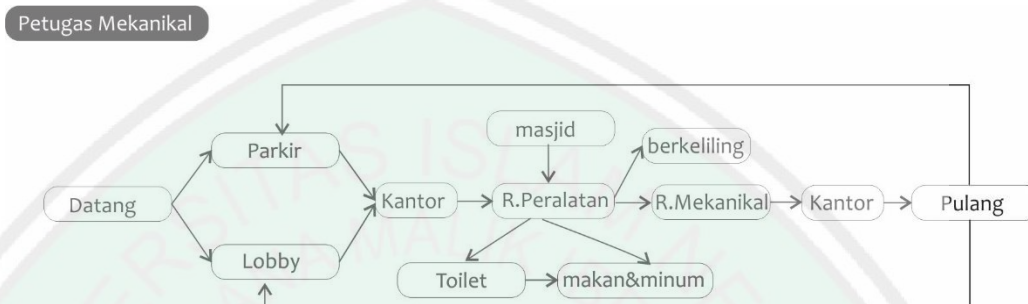 Petugas Mekanikal
masjid
Parkir
berkeliling
Datang
Kantor
R.Peralatan
R.Mekanikal
Kantor
Pulang
Lobby
Toilet
makan&minum